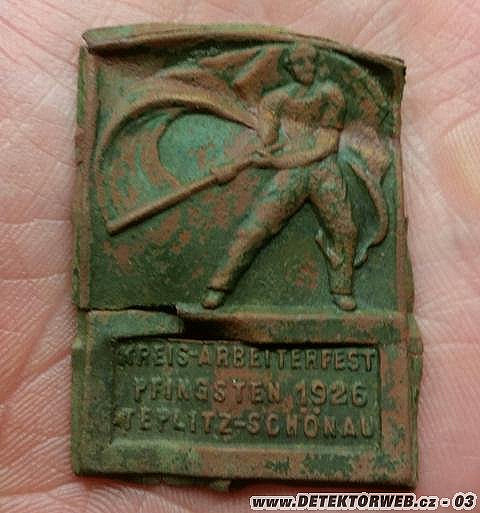 KREIS-ARBEITERFEST
PFINGSTEN 1926
TEPLITZ-SCHÖNAU
www.DETEKTORWEB.cz - 03